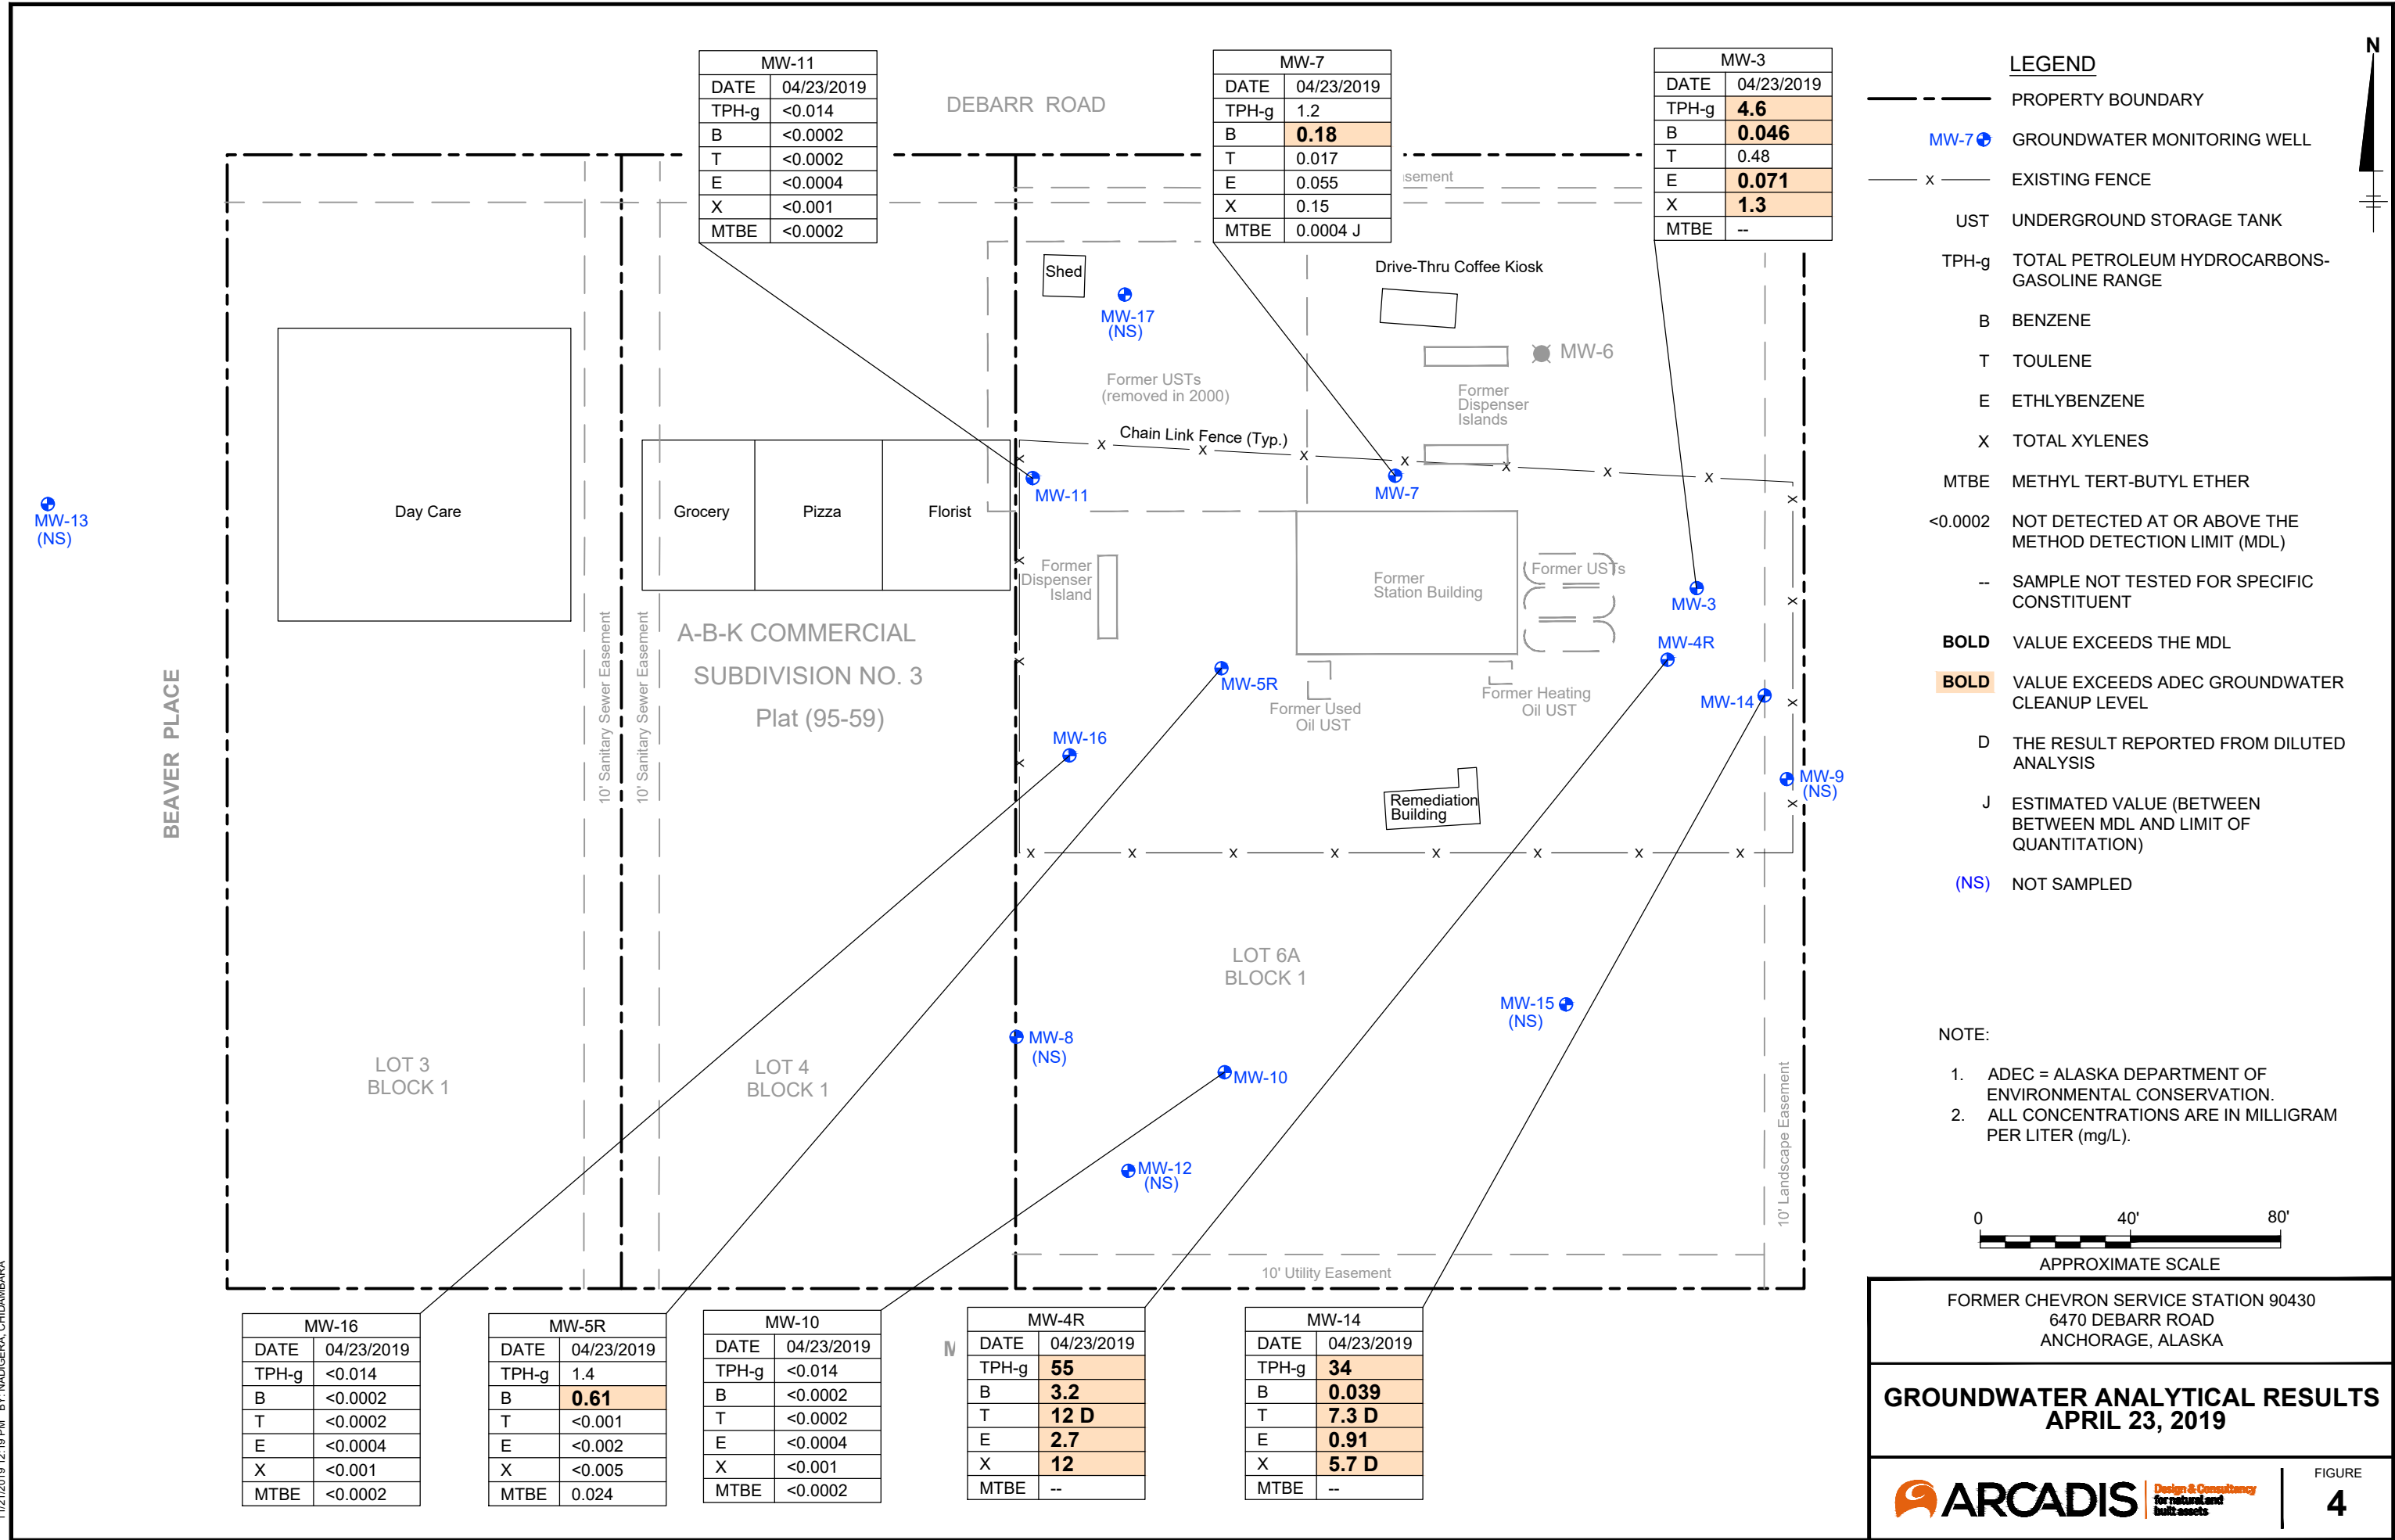 MW-11
DATE 04/23/2019
TPH-g <0.014
B <0.0002
T <0.0002
E <0.0004
X <0.001
MTBE <0.0002
DEBARR ROAD
MW-7
DATE 04/23/2019
TPH-g 1.2
B 0.18
T 0.017
E 0.055
X 0.15
MTBE 0.0004 J
MW-3
DATE 04/23/2019
TPH-g 4.6
B 0.046
T 0.48
E 0.071
X 1.3
MTBE --
Shed
MW-17
(NS)
Drive-Thru Coffee Kiosk
MW-6
Former USTs
(removed in 2000)
Former
Dispenser
Islands
Chain Link Fence (Typ.)
MW-13
(NS)
Day Care
Grocery
Pizza
Florist
MW-11
MW-7
Former
Dispenser
Island
Former
Station Building
Former USTs
MW-3
MW-4R
A-B-K COMMERCIAL
SUBDIVISION NO. 3
Plat (95-59)
MW-5R
Former Used
Oil UST
Former Heating
Oil UST
MW-14
MW-16
MW-9
(NS)
Remediation
Building
BEAVER PLACE
10' Sanitary Sewer Easement
10' Sanitary Sewer Easement
LOT 6A
BLOCK 1
MW-15
(NS)
MW-8
(NS)
LOT 3
BLOCK 1
LOT 4
BLOCK 1
MW-10
MW-12
(NS)
10' Landscape Easement
10' Utility Easement
MW-16
DATE 04/23/2019
TPH-g <0.014
B <0.0002
T <0.0002
E <0.0004
X <0.001
MTBE <0.0002
MW-5R
DATE 04/23/2019
TPH-g 1.4
B 0.61
T <0.001
E <0.002
X <0.005
MTBE 0.024
MW-10
DATE 04/23/2019
TPH-g <0.014
B <0.0002
T <0.0002
E <0.0004
X <0.001
MTBE <0.0002
MW-4R
DATE 04/23/2019
TPH-g 55
B 3.2
T 12 D
E 2.7
X 12
MTBE --
MW-14
DATE 04/23/2019
TPH-g 34
B 0.039
T 7.3 D
E 0.91
X 5.7 D
MTBE --
N
LEGEND
PROPERTY BOUNDARY
MW-7 GROUNDWATER MONITORING WELL
X EXISTING FENCE
UST UNDERGROUND STORAGE TANK
TPH-g TOTAL PETROLEUM HYDROCARBONS-
GASOLINE RANGE
B BENZENE
T TOULENE
E ETHLYBENZENE
X TOTAL XYLENES
MTBE METHYL TERT-BUTYL ETHER
<0.0002 NOT DETECTED AT OR ABOVE THE
METHOD DETECTION LIMIT (MDL)
-- SAMPLE NOT TESTED FOR SPECIFIC
CONSTITUENT
BOLD VALUE EXCEEDS THE MDL
BOLD VALUE EXCEEDS ADEC GROUNDWATER
CLEANUP LEVEL
D THE RESULT REPORTED FROM DILUTED
ANALYSIS
J ESTIMATED VALUE (BETWEEN
BETWEEN MDL AND LIMIT OF
QUANTITATION)
(NS) NOT SAMPLED
NOTE:
1. ADEC = ALASKA DEPARTMENT OF
ENVIRONMENTAL CONSERVATION.
2. ALL CONCENTRATIONS ARE IN MILLIGRAM
PER LITER (mg/L).
0 40' 80'
APPROXIMATE SCALE
FORMER CHEVRON SERVICE STATION 90430
6470 DEBARR ROAD
ANCHORAGE, ALASKA
GROUNDWATER ANALYTICAL RESULTS
APRIL 23, 2019
ARCADIS
Design & Consultancy
for natural and
built assets
FIGURE
4